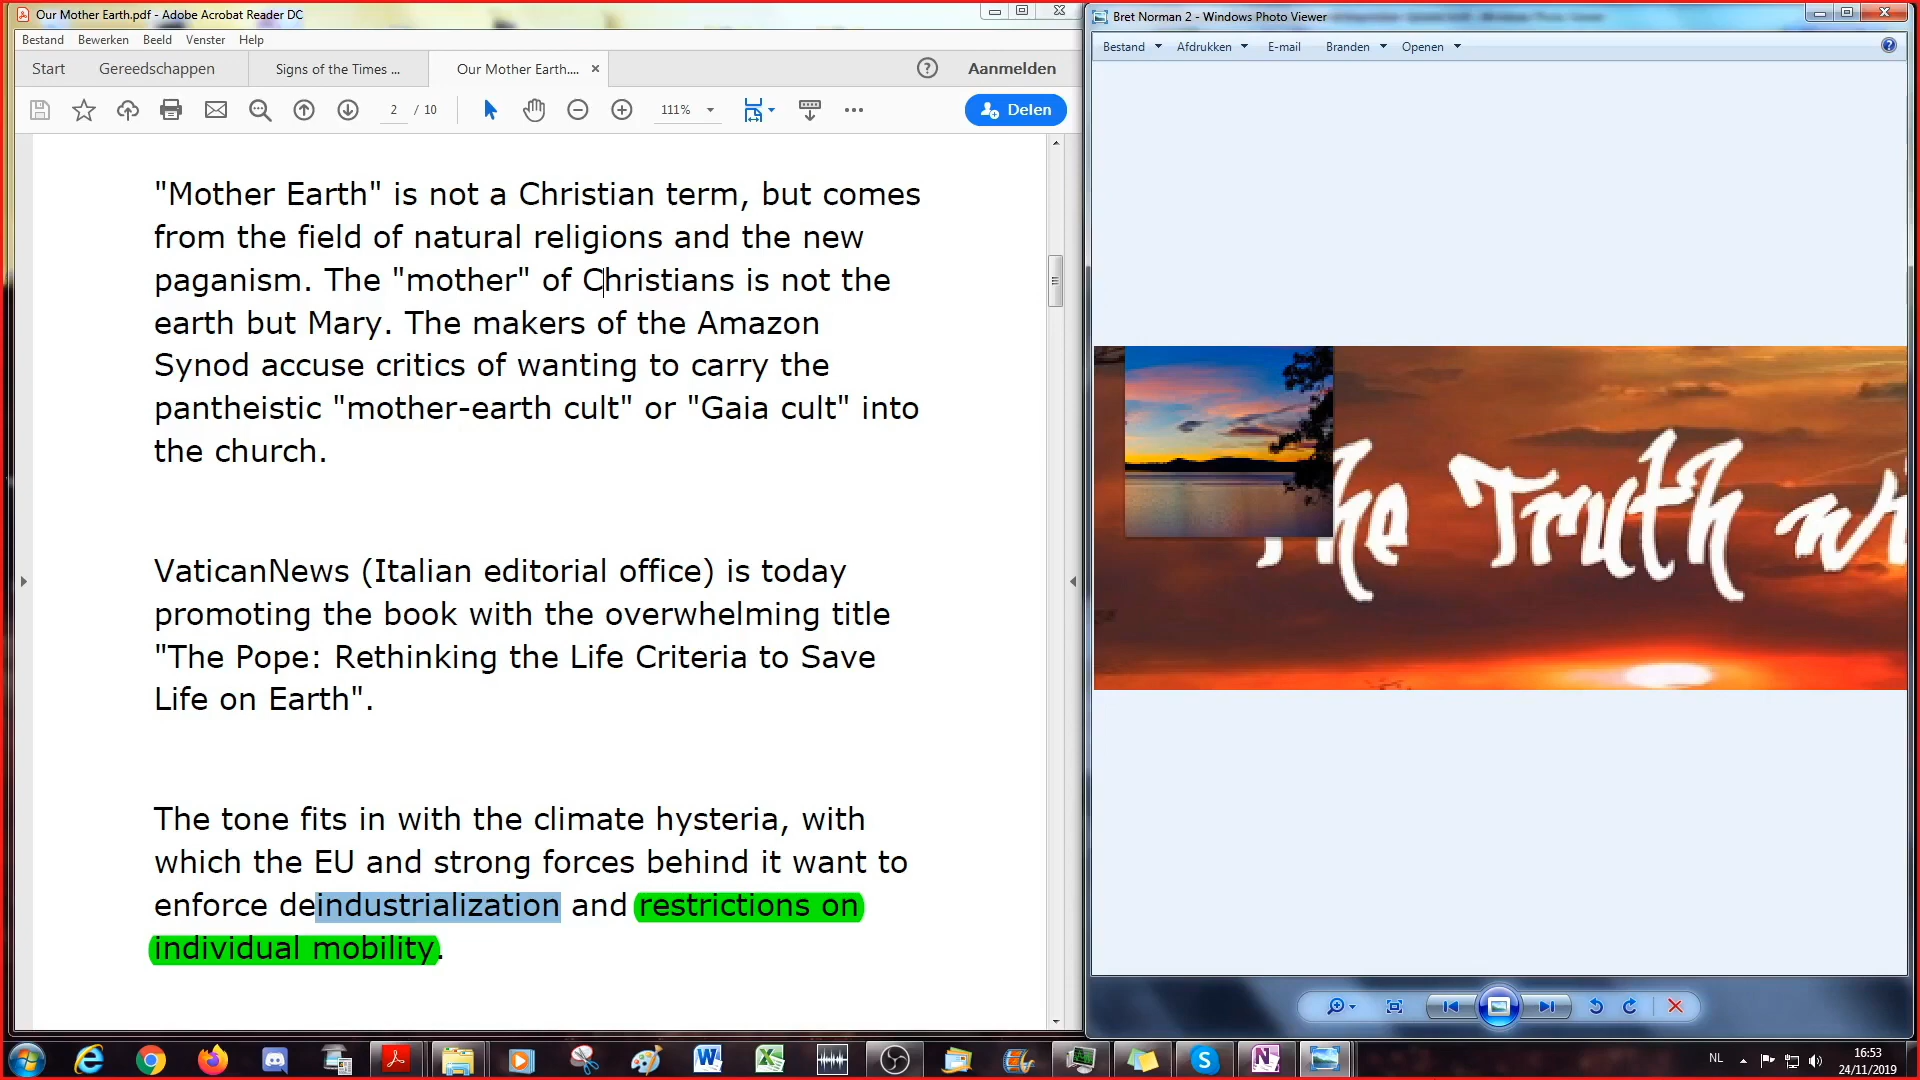 Our Mother Earth.pdf - Adobe Acrobat Reader DC
Bestand Bewerken Beeld Venster Help
Start Gereedschappen Signs of the Times ... Our Mother Earth.... Aanmelden
2 / 10 111% Delen
"Mother Earth" is not a Christian term, but comes
from the field of natural religions and the new
paganism. The "mother" of Christians is not the
earth but Mary. The makers of the Amazon
Synod accuse critics of wanting to carry the
pantheistic "mother-earth cult" or "Gaia cult" into
the church.
VaticanNews (Italian editorial office) is today
promoting the book with the overwhelming title
"The Pope: Rethinking the Life Criteria to Save
Life on Earth".
The tone fits in with the climate hysteria, with
which the EU and strong forces behind it want to
enforce deindustrialization and restrictions on
individual mobility.
Bret Norman 2 - Windows Photo Viewer
Bestand Afdrukken E-mail Branden Openen
he Truth
NL 16:53
24/11/2019